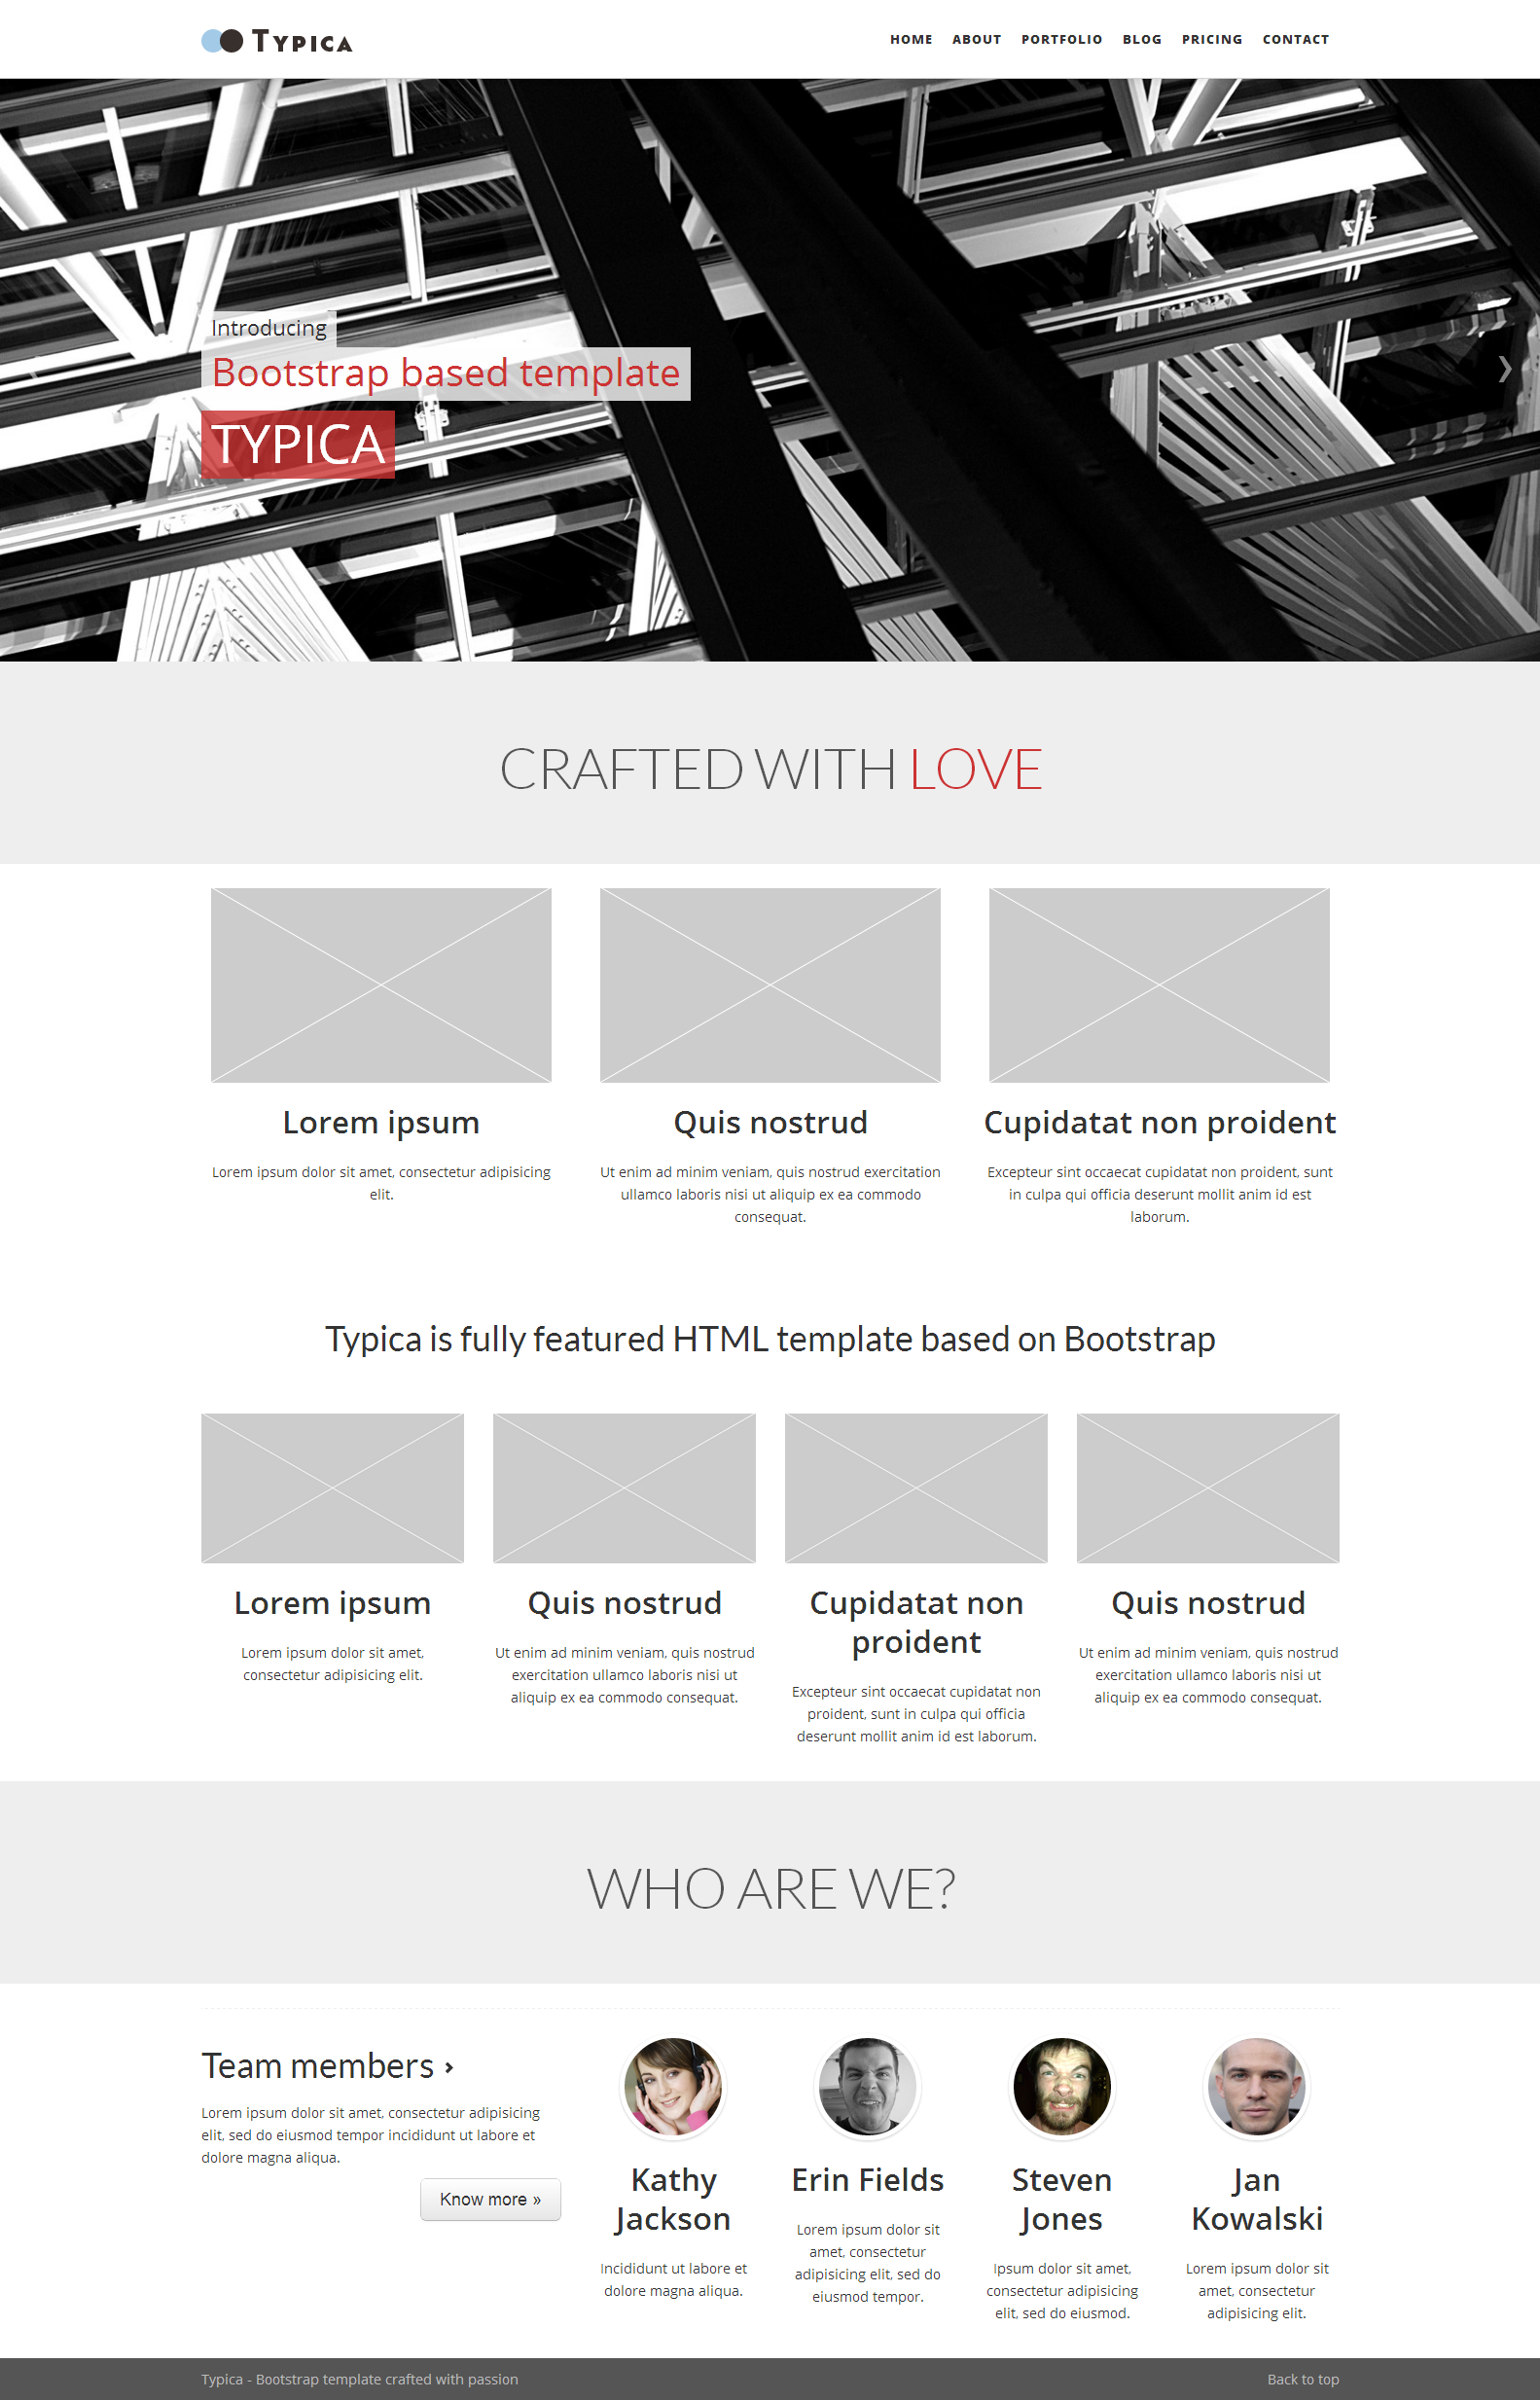 Typica
HOME ABOUT PORTFOLIO BLOG PRICING CONTACT
Introducing
Bootstrap based template
TYPICA
CRAFTED WITH LOVE
Lorem ipsum
Lorem ipsum dolor sit amet, consectetur adipisicing
elit.
Quis nostrud
Ut enim ad minim veniam, quis nostrud exercitation
ullamco laboris nisi ut aliquip ex ea commodo
consequat.
Cupidatat non proident
Excepteur sint occaecat cupidatat non proident, sunt
in culpa qui officia deserunt mollit anim id est
laborum.
Typica is fully featured HTML template based on Bootstrap
Lorem ipsum
Lorem ipsum dolor sit amet,
consectetur adipisicing elit.
Quis nostrud
Ut enim ad minim veniam, quis nostrud
exercitation ullamco laboris nisi ut
aliquip ex ea commodo consequat.
Cupidatat non
proident
Excepteur sint occaecat cupidatat non
proident, sunt in culpa qui officia
deserunt mollit anim id est laborum.
Quis nostrud
Ut enim ad minim veniam, quis nostrud
exercitation ullamco laboris nisi ut
aliquip ex ea commodo consequat.
WHO ARE WE?
Team members ›
Lorem ipsum dolor sit amet, consectetur adipisicing
elit, sed do eiusmod tempor incididunt ut labore et
dolore magna aliqua.
Know more »
Kathy
Jackson
Incididunt ut labore et
dolore magna aliqua.
Erin Fields
Lorem ipsum dolor sit
amet, consectetur
adipisicing elit, sed do
eiusmod tempor.
Steven
Jones
Ipsum dolor sit amet,
consectetur adipisicing
elit, sed do eiusmod.
Jan
Kowalski
Lorem ipsum dolor sit
amet, consectetur
adipisicing elit.
Typica - Bootstrap template crafted with passion
Back to top